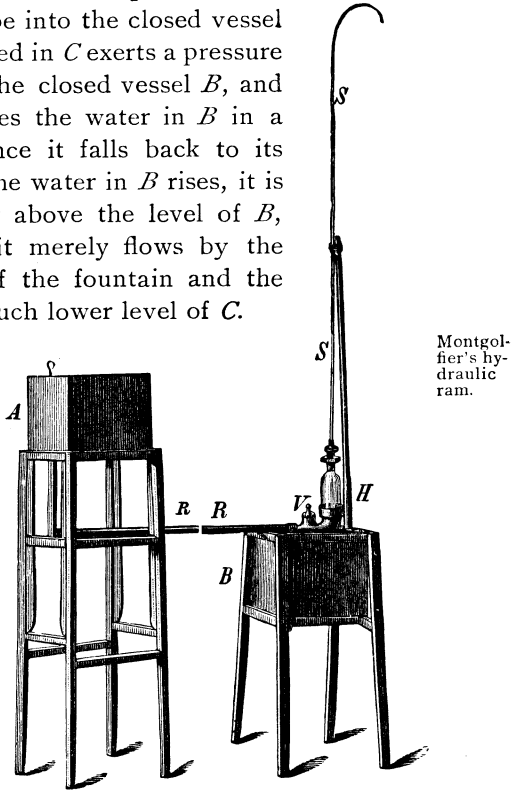 be into the closed vessel
ed in C exerts a pressure
he closed vessel B, and
es the water in B in a
nce it falls back to its
he water in B rises, it is
above the level of B,
it merely flows by the
f the fountain and the
uch lower level of C.
S
S
Montgol-
fier's hy-
draulic
ram.
A
R R
V
H
B